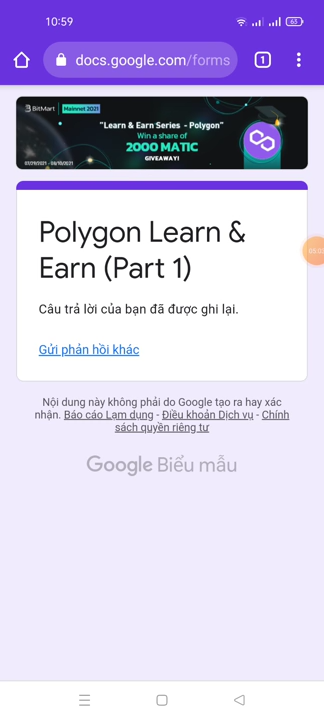 10:59
63
docs.google.com/forms
1
BitMart | Mainnet 2021
"Learn & Earn Series - Polygon"
Win a share of
2000 MATIC
GIVEAWAY!
Polygon Learn &
Earn (Part 1)
Câu trả lời của bạn đã được ghi lại.
Gửi phản hồi khác
Nội dung này không phải do Google tạo ra hay xác
nhận. Báo cáo Lạm dụng - Điều khoản Dịch vụ - Chính
sách quyền riêng tư
Google Biểu mẫu